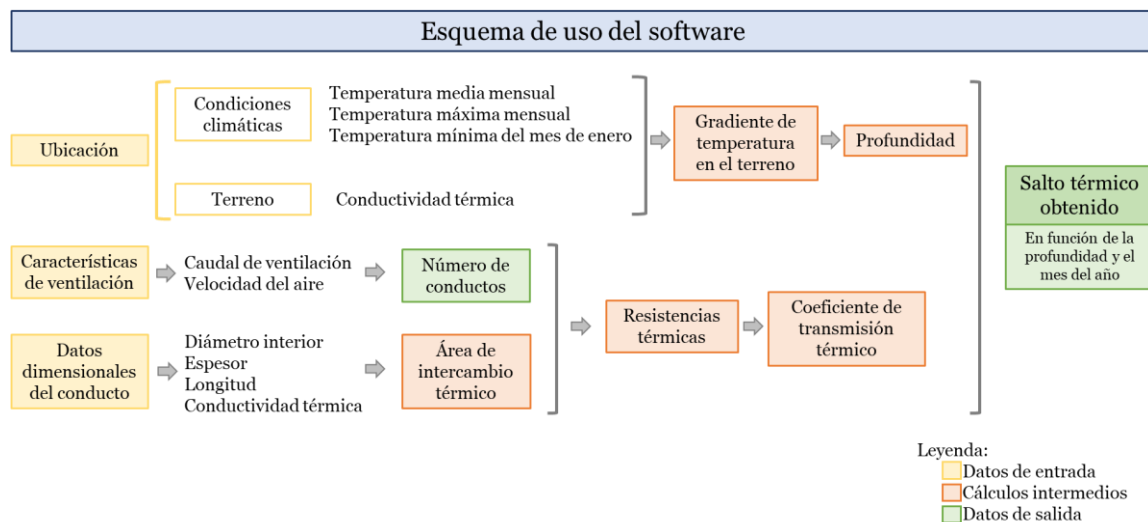 Esquema de uso del software
Ubicación
Condiciones
climáticas
Temperatura media mensual
Temperatura máxima mensual
Temperatura mínima del mes de enero
Terreno
Conductividad térmica
Gradiente de
temperatura
en el terreno
Profundidad
Características
de ventilación
Caudal de ventilación
Velocidad del aire
Número de
conductos
Datos
dimensionales
del conducto
Diámetro interior
Espesor
Longitud
Conductividad térmica
Área de
intercambio
térmico
Resistencias
térmicas
Coeficiente de
transmisión
térmico
Salto térmico
obtenido
En función de la
profundidad y el
mes del año
Leyenda:
Datos de entrada
Cálculos intermedios
Datos de salida